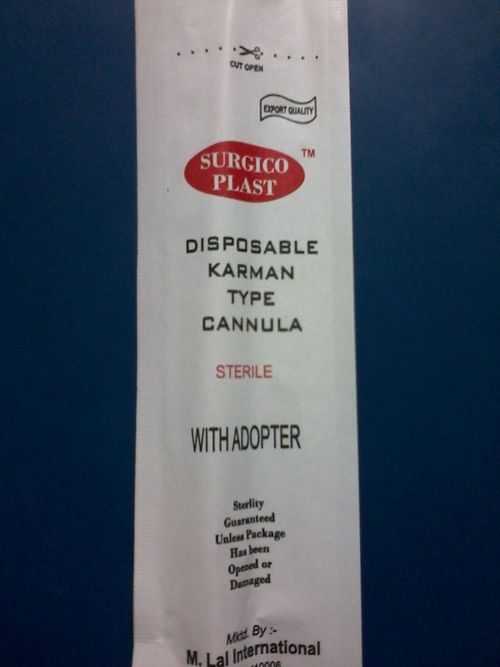 CUT OPEN
EXPORT QUALITY
SURGICO
PLAST
TM
DISPOSABLE
KARMAN
TYPE
CANNULA
STERILE
WITH ADOPTER
Sterlity
Guaranteed
Unless Package
Has been
Opened or
Damaged
Mktd. By :-
M. Lal International